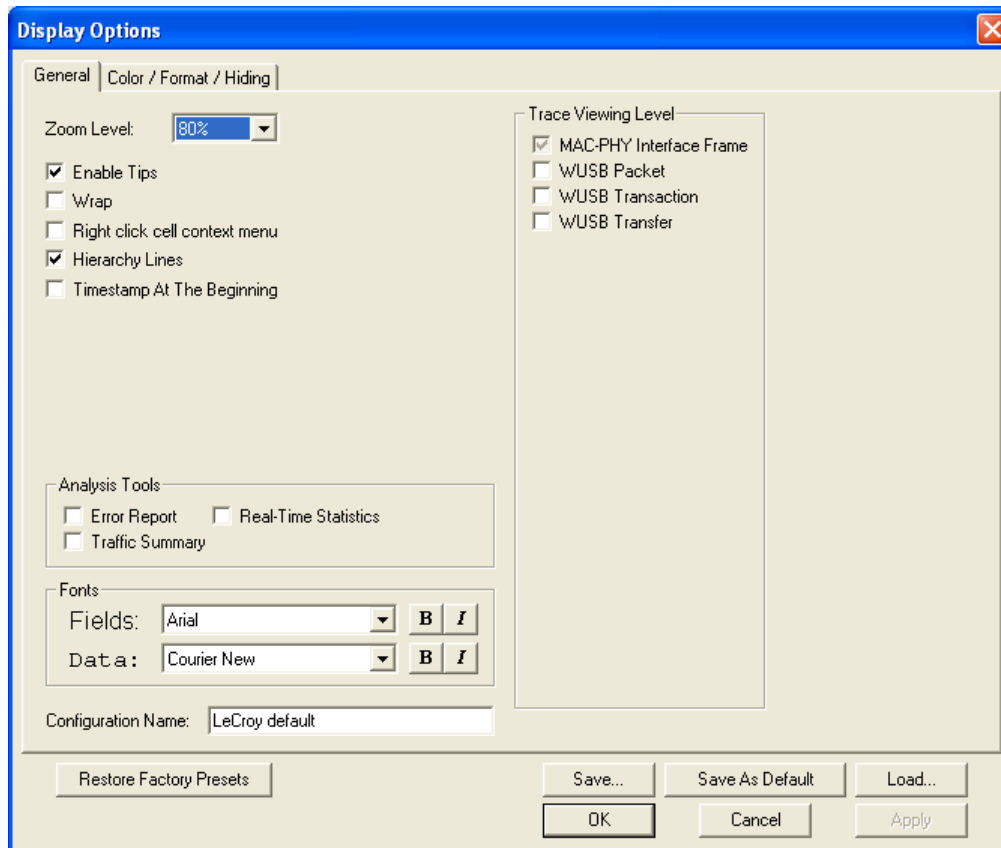 Display Options
General
Color / Format / Hiding
Zoom Level:
80%
Enable Tips
Wrap
Right click cell context menu
Hierarchy Lines
Timestamp At The Beginning
Trace Viewing Level
MAC-PHY Interface Frame
WUSB Packet
WUSB Transaction
WUSB Transfer
Analysis Tools
Error Report
Real-Time Statistics
Traffic Summary
Fonts
Fields:
Arial
B
I
Data:
Courier New
B
I
Configuration Name:
LeCroy default
Restore Factory Presets
Save...
Save As Default
Load...
OK
Cancel
Apply